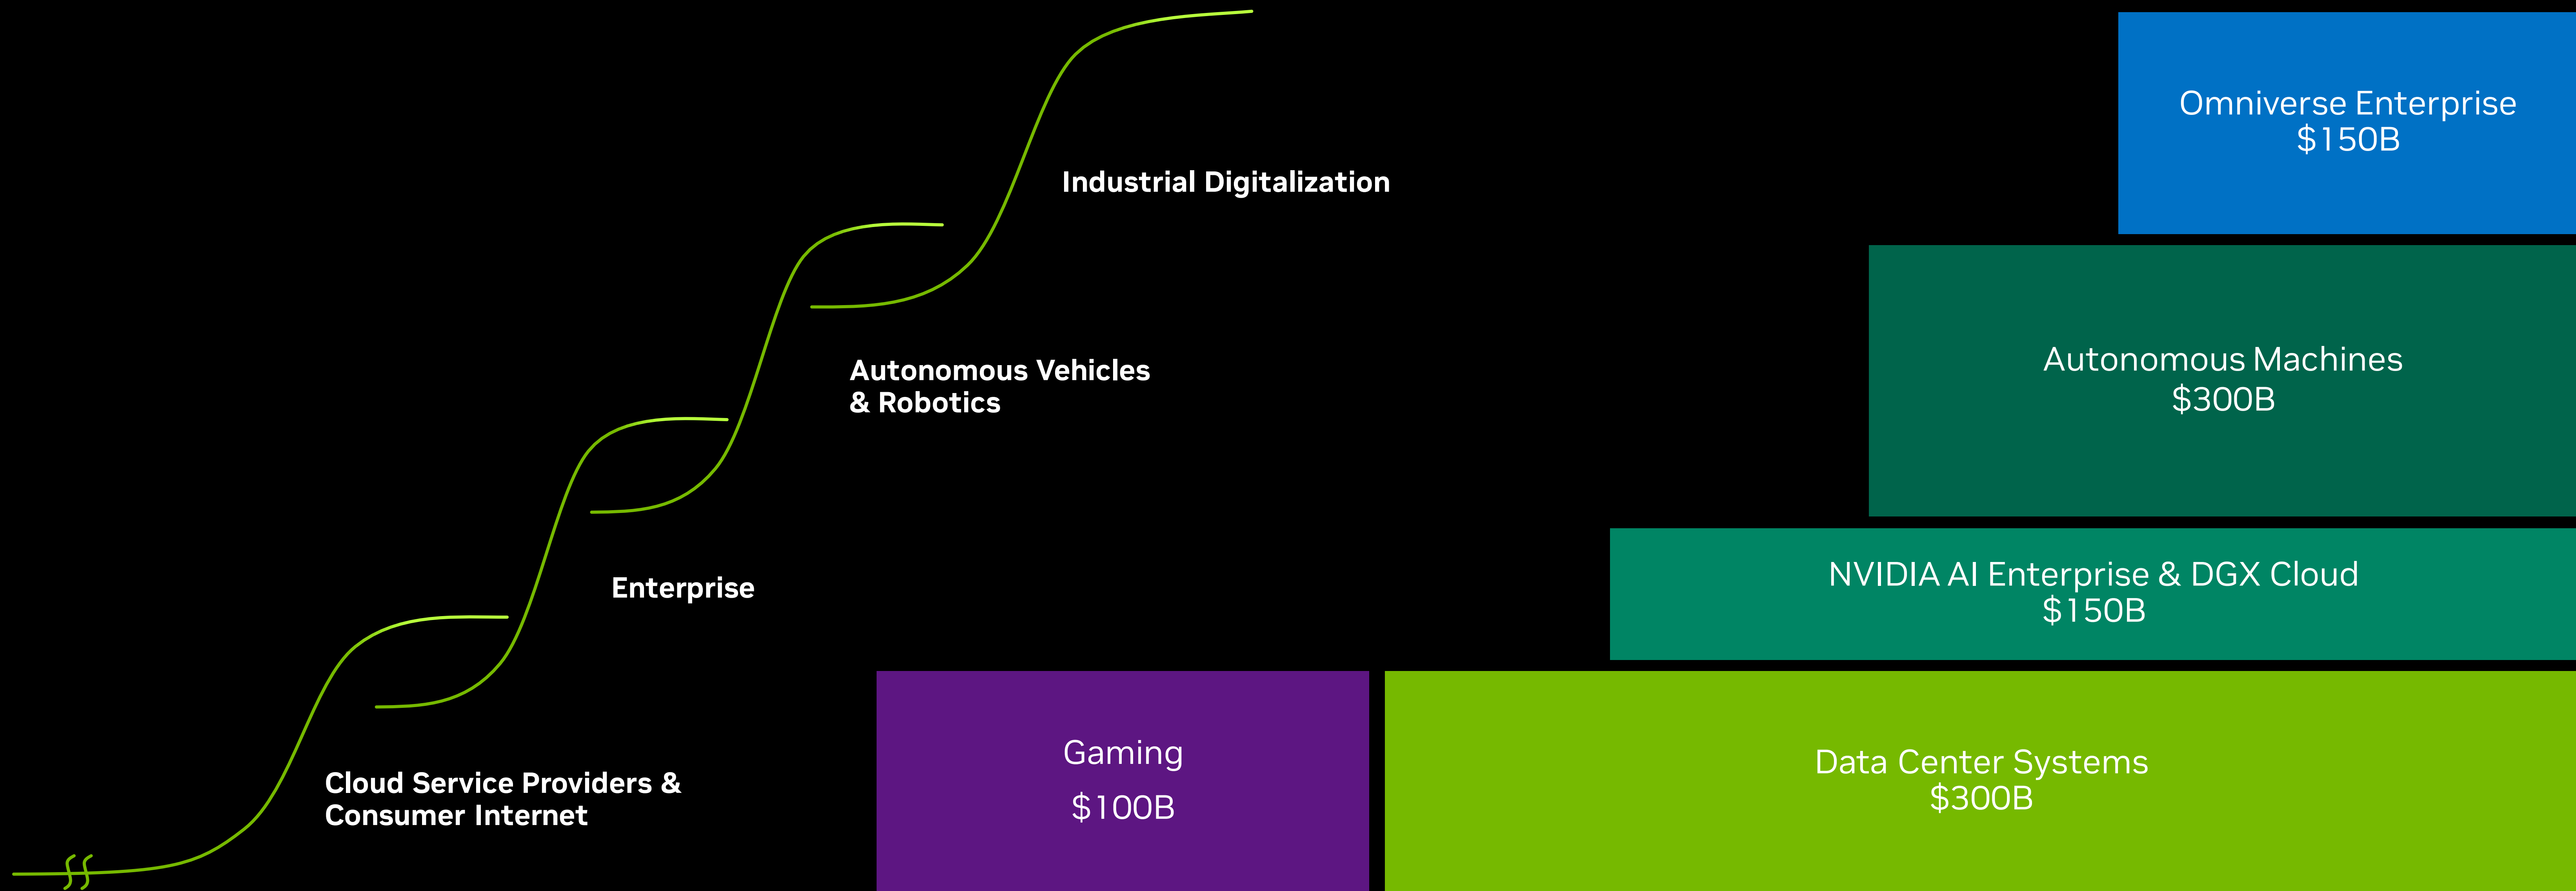 Omniverse Enterprise
$150B
Industrial Digitalization
Autonomous Machines
$300B
Autonomous Vehicles
& Robotics
NVIDIA AI Enterprise & DGX Cloud
$150B
Enterprise
Gaming
$100B
Data Center Systems
$300B
Cloud Service Providers &
Consumer Internet